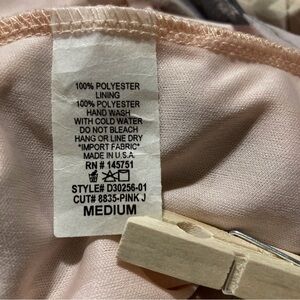 100% POLYESTER
LINING
100% POLYESTER
HAND WASH
WITH COLD WATER
DO NOT BLEACH
HANG OR LINE DRY
*IMPORT FABRIC*
MADE IN U.S.A.
RN # 145751
STYLE# D30256-01
CUT# 8835-PINK J
MEDIUM